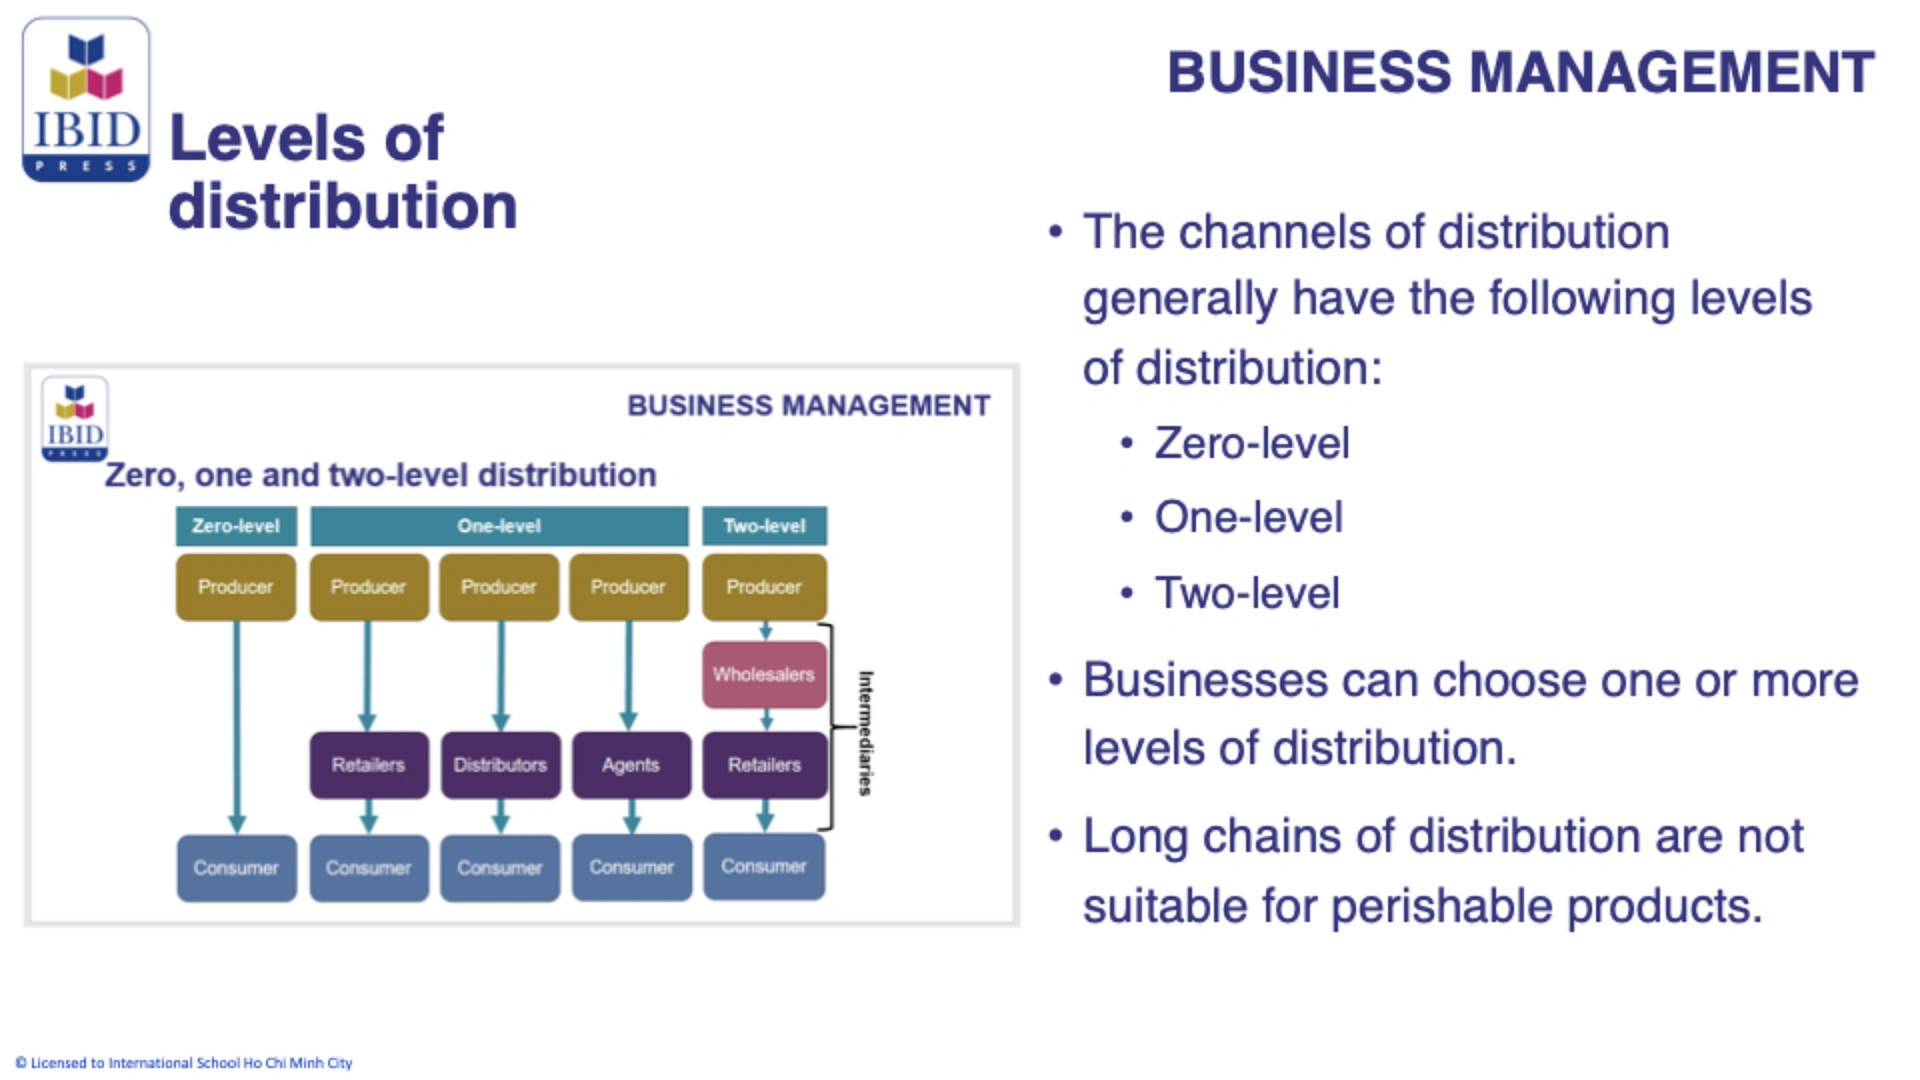 IBID
PRESS
Levels of
distribution
BUSINESS MANAGEMENT
IBID
PRESS
BUSINESS MANAGEMENT
Zero, one and two-level distribution
Zero-level One-level Two-level
Producer Producer Producer Producer Producer
Wholesalers
Retailers Distributors Agents Retailers
Intermediaries
Consumer Consumer Consumer Consumer Consumer
• The channels of distribution
generally have the following levels
of distribution:
• Zero-level
• One-level
• Two-level
• Businesses can choose one or more
levels of distribution.
• Long chains of distribution are not
suitable for perishable products.
© Licensed to International School Ho Chi Minh City